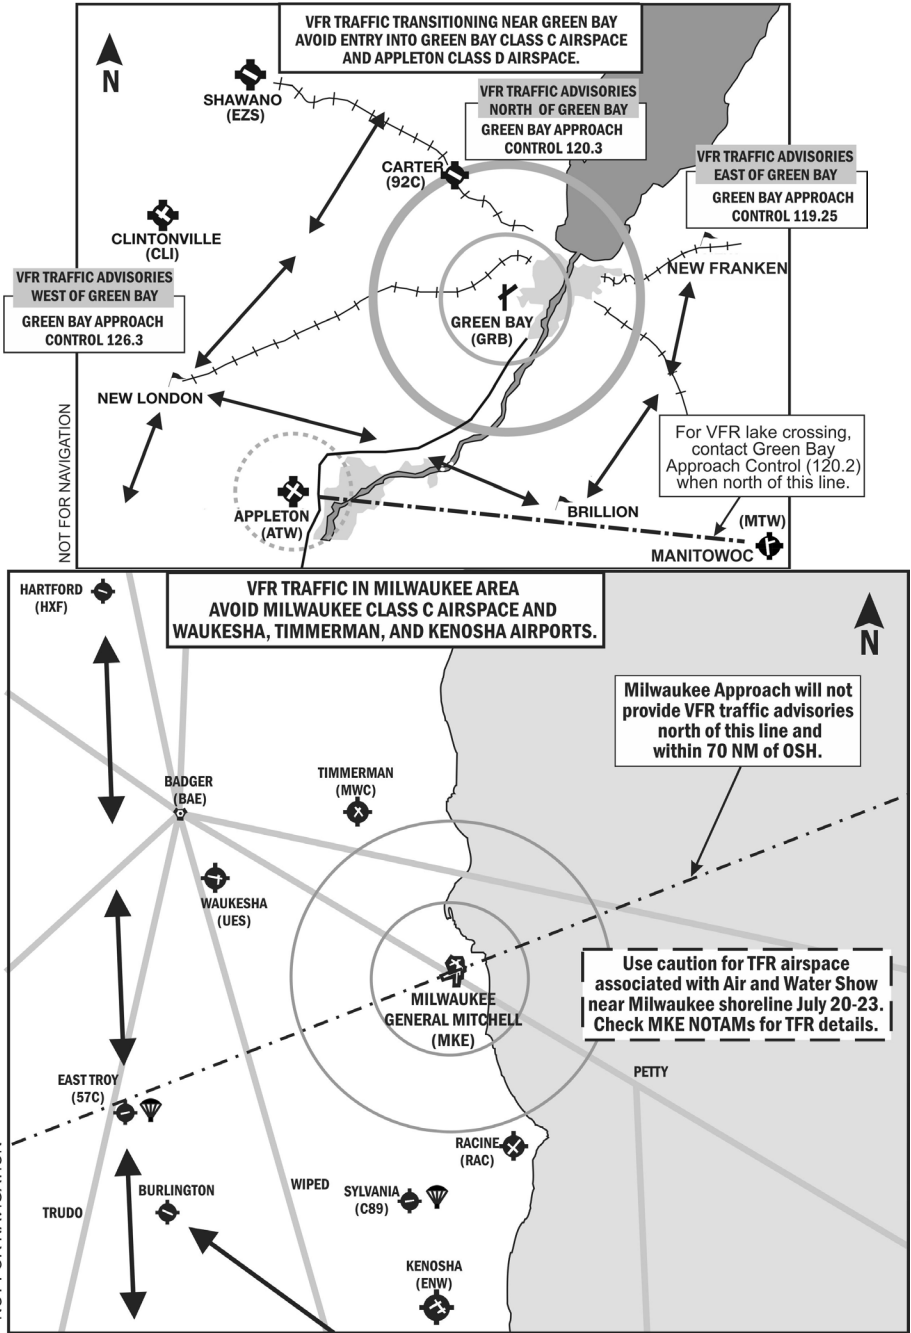 VFR TRAFFIC TRANSITIONING NEAR GREEN BAY
AVOID ENTRY INTO GREEN BAY CLASS C AIRSPACE
AND APPLETON CLASS D AIRSPACE.
N
SHAWANO
(EZS)
VFR TRAFFIC ADVISORIES
NORTH OF GREEN BAY
GREEN BAY APPROACH
CONTROL 120.3
CARTER
(92C)
VFR TRAFFIC ADVISORIES
EAST OF GREEN BAY
GREEN BAY APPROACH
CONTROL 119.25
CLINTONVILLE
(CLI)
NEW FRANKEN
VFR TRAFFIC ADVISORIES
WEST OF GREEN BAY
GREEN BAY APPROACH
CONTROL 126.3
GREEN BAY
(GRB)
NEW LONDON
NOT FOR NAVIGATION
For VFR lake crossing,
contact Green Bay
Approach Control (120.2)
when north of this line.
APPLETON
(ATW)
BRILLION
(MTW)
MANITOWOC
HARTFORD
(HXF)
VFR TRAFFIC IN MILWAUKEE AREA
AVOID MILWAUKEE CLASS C AIRSPACE AND
WAUKESHA, TIMMERMAN, AND KENOSHA AIRPORTS.
N
Milwaukee Approach will not
provide VFR traffic advisories
north of this line and
within 70 NM of OSH.
BADGER
(BAE)
TIMMERMAN
(MWC)
WAUKESHA
(UES)
Use caution for TFR airspace
associated with Air and Water Show
near Milwaukee shoreline July 20-23.
Check MKE NOTAMs for TFR details.
MILWAUKEE
GENERAL MITCHELL
(MKE)
EAST TROY
(57C)
PETTY
RACINE
(RAC)
TRUDO
BURLINGTON
WIPED
SYLVANIA
(C89)
KENOSHA
(ENW)